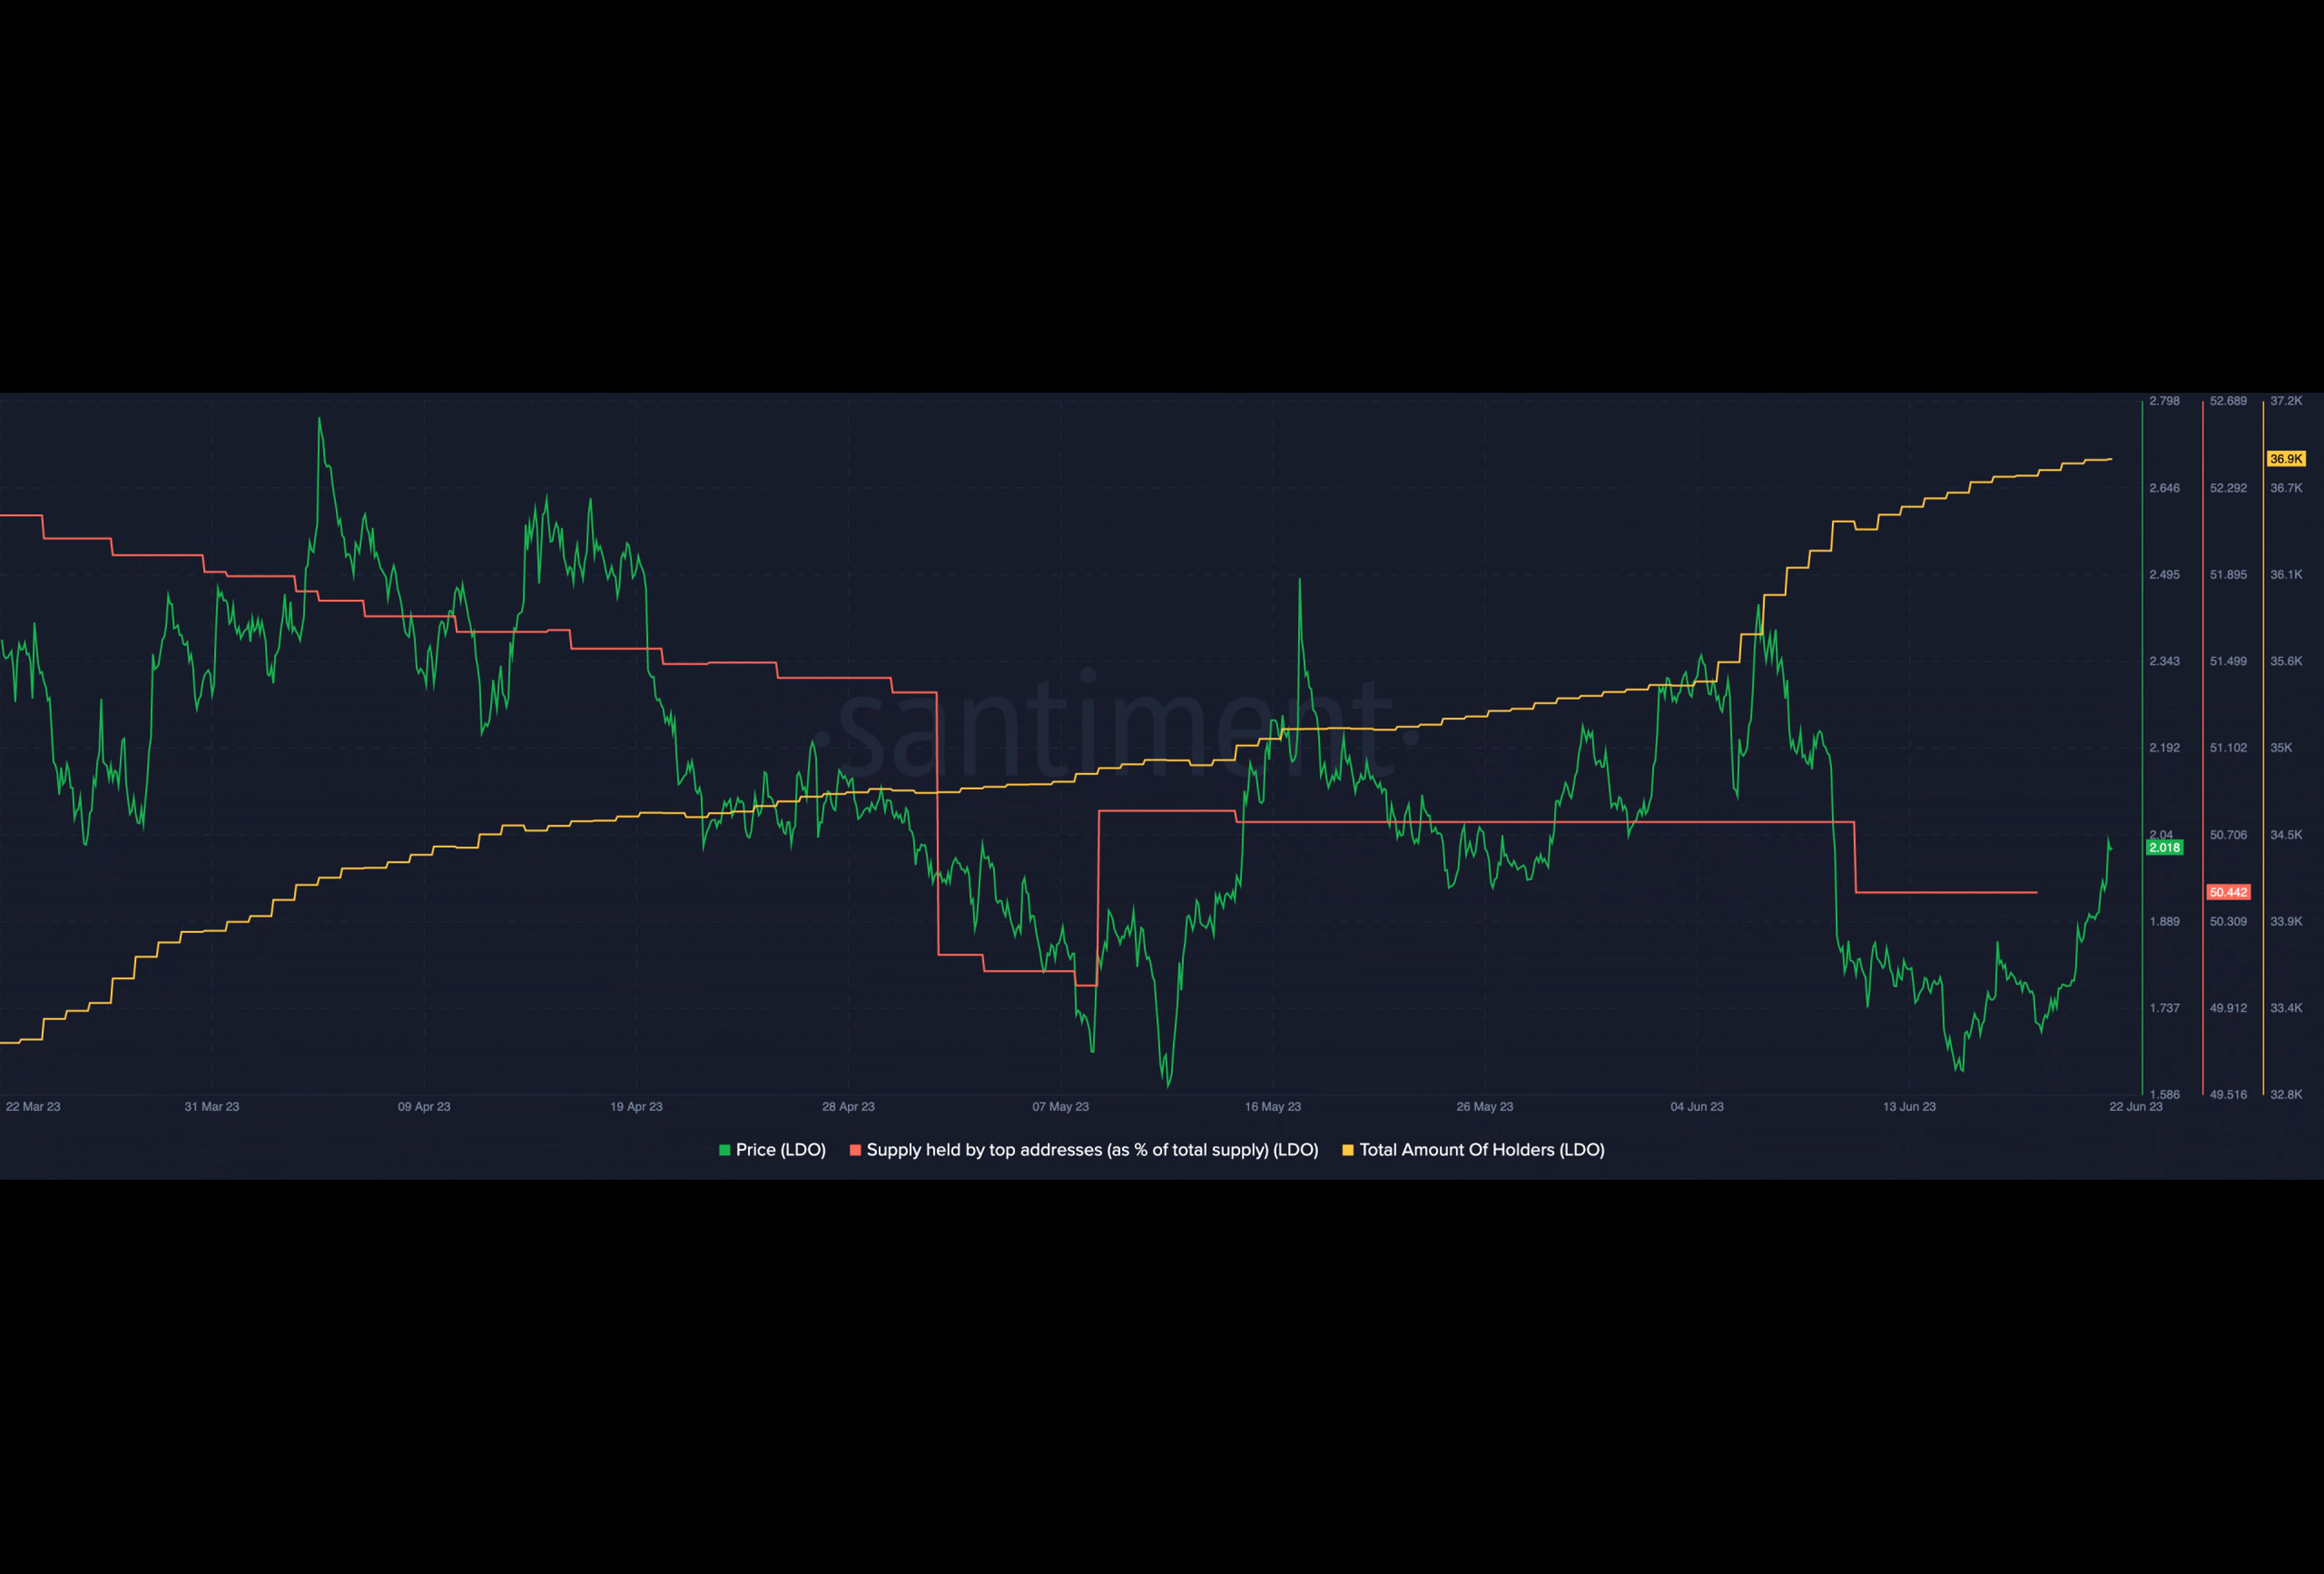 ·santiment·
2.798 52.689 37.2K
36.9K
2.646 52.292 36.7K
2.495 51.895 36.1K
2.343 51.499 35.6K
2.192 51.102 35K
2.04 50.706 34.5K
2.018
50.442
1.889 50.309 33.9K
1.737 49.912 33.4K
1.586 49.516 32.8K
22 Mar 23 31 Mar 23 09 Apr 23 19 Apr 23 28 Apr 23 07 May 23 16 May 23 26 May 23 04 Jun 23 13 Jun 23 22 Jun 23
Price (LDO) Supply held by top addresses (as % of total supply) (LDO) Total Amount Of Holders (LDO)